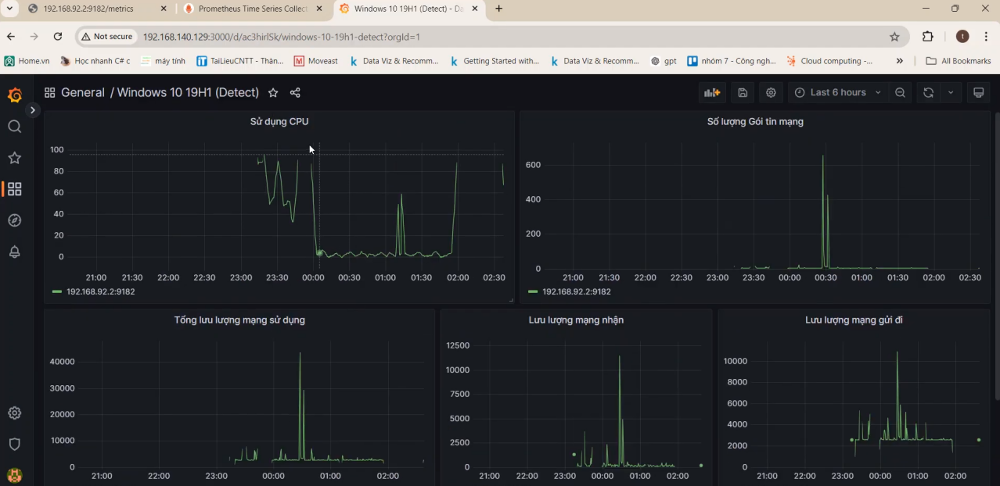 192.168.92.2:9182/metrics
Prometheus Time Series Collect
Windows 10 19H1 (Detect) - Da
Not secure
192.168.140.129:3000/d/ac3hirlSk/windows-10-19h1-detect?orgId=1
Home.vn
Học nhanh C# c
máy tính
TaiLieuCNTT - Thàn...
Moveast
Data Viz & Recomm...
Getting Started with...
Data Viz & Recomm...
gpt
nhóm 7 - Công ngh...
Cloud computing -...
All Bookmarks
General / Windows 10 19H1 (Detect)
Last 6 hours
Sử dụng CPU
100
80
60
40
20
0
21:00 21:30 22:00 22:30 23:00 23:30 00:00 00:30 01:00 01:30 02:00 02:30
192.168.92.2:9182
Số lượng Gói tin mạng
600
400
200
0
21:00 21:30 22:00 22:30 23:00 23:30 00:00 00:30 01:00 01:30 02:00 02:30
192.168.92.2:9182
Tổng lưu lượng mạng sử dụng
40000
30000
20000
10000
0
21:00 22:00 23:00 00:00 01:00 02:00
Lưu lượng mạng nhận
12500
10000
7500
5000
2500
0
21:00 22:00 23:00 00:00 01:00 02:00
Lưu lượng mạng gửi đi
10000
8000
6000
4000
2000
0
21:00 22:00 23:00 00:00 01:00 02:00